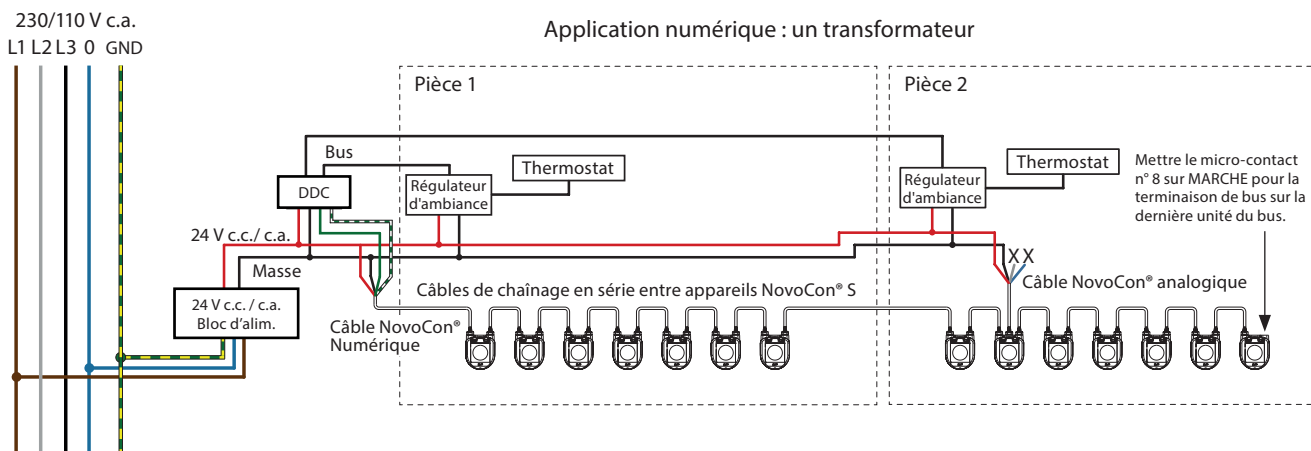 230/110 V c.a.
L1 L2 L3 0 GND
Application numérique : un transformateur
Pièce 1
Pièce 2
Bus
DDC
Régulateur
d'ambiance
Thermostat
Régulateur
d'ambiance
Thermostat
Mettre le micro-contact
n° 8 sur MARCHE pour la
terminaison de bus sur la
dernière unité du bus.
24 V c.c./ c.a.
Masse
24 V c.c. / c.a.
Bloc d'alim.
Câble NovoCon®
Numérique
Câbles de chaînage en série entre appareils NovoCon® S
X X
Câble NovoCon® analogique